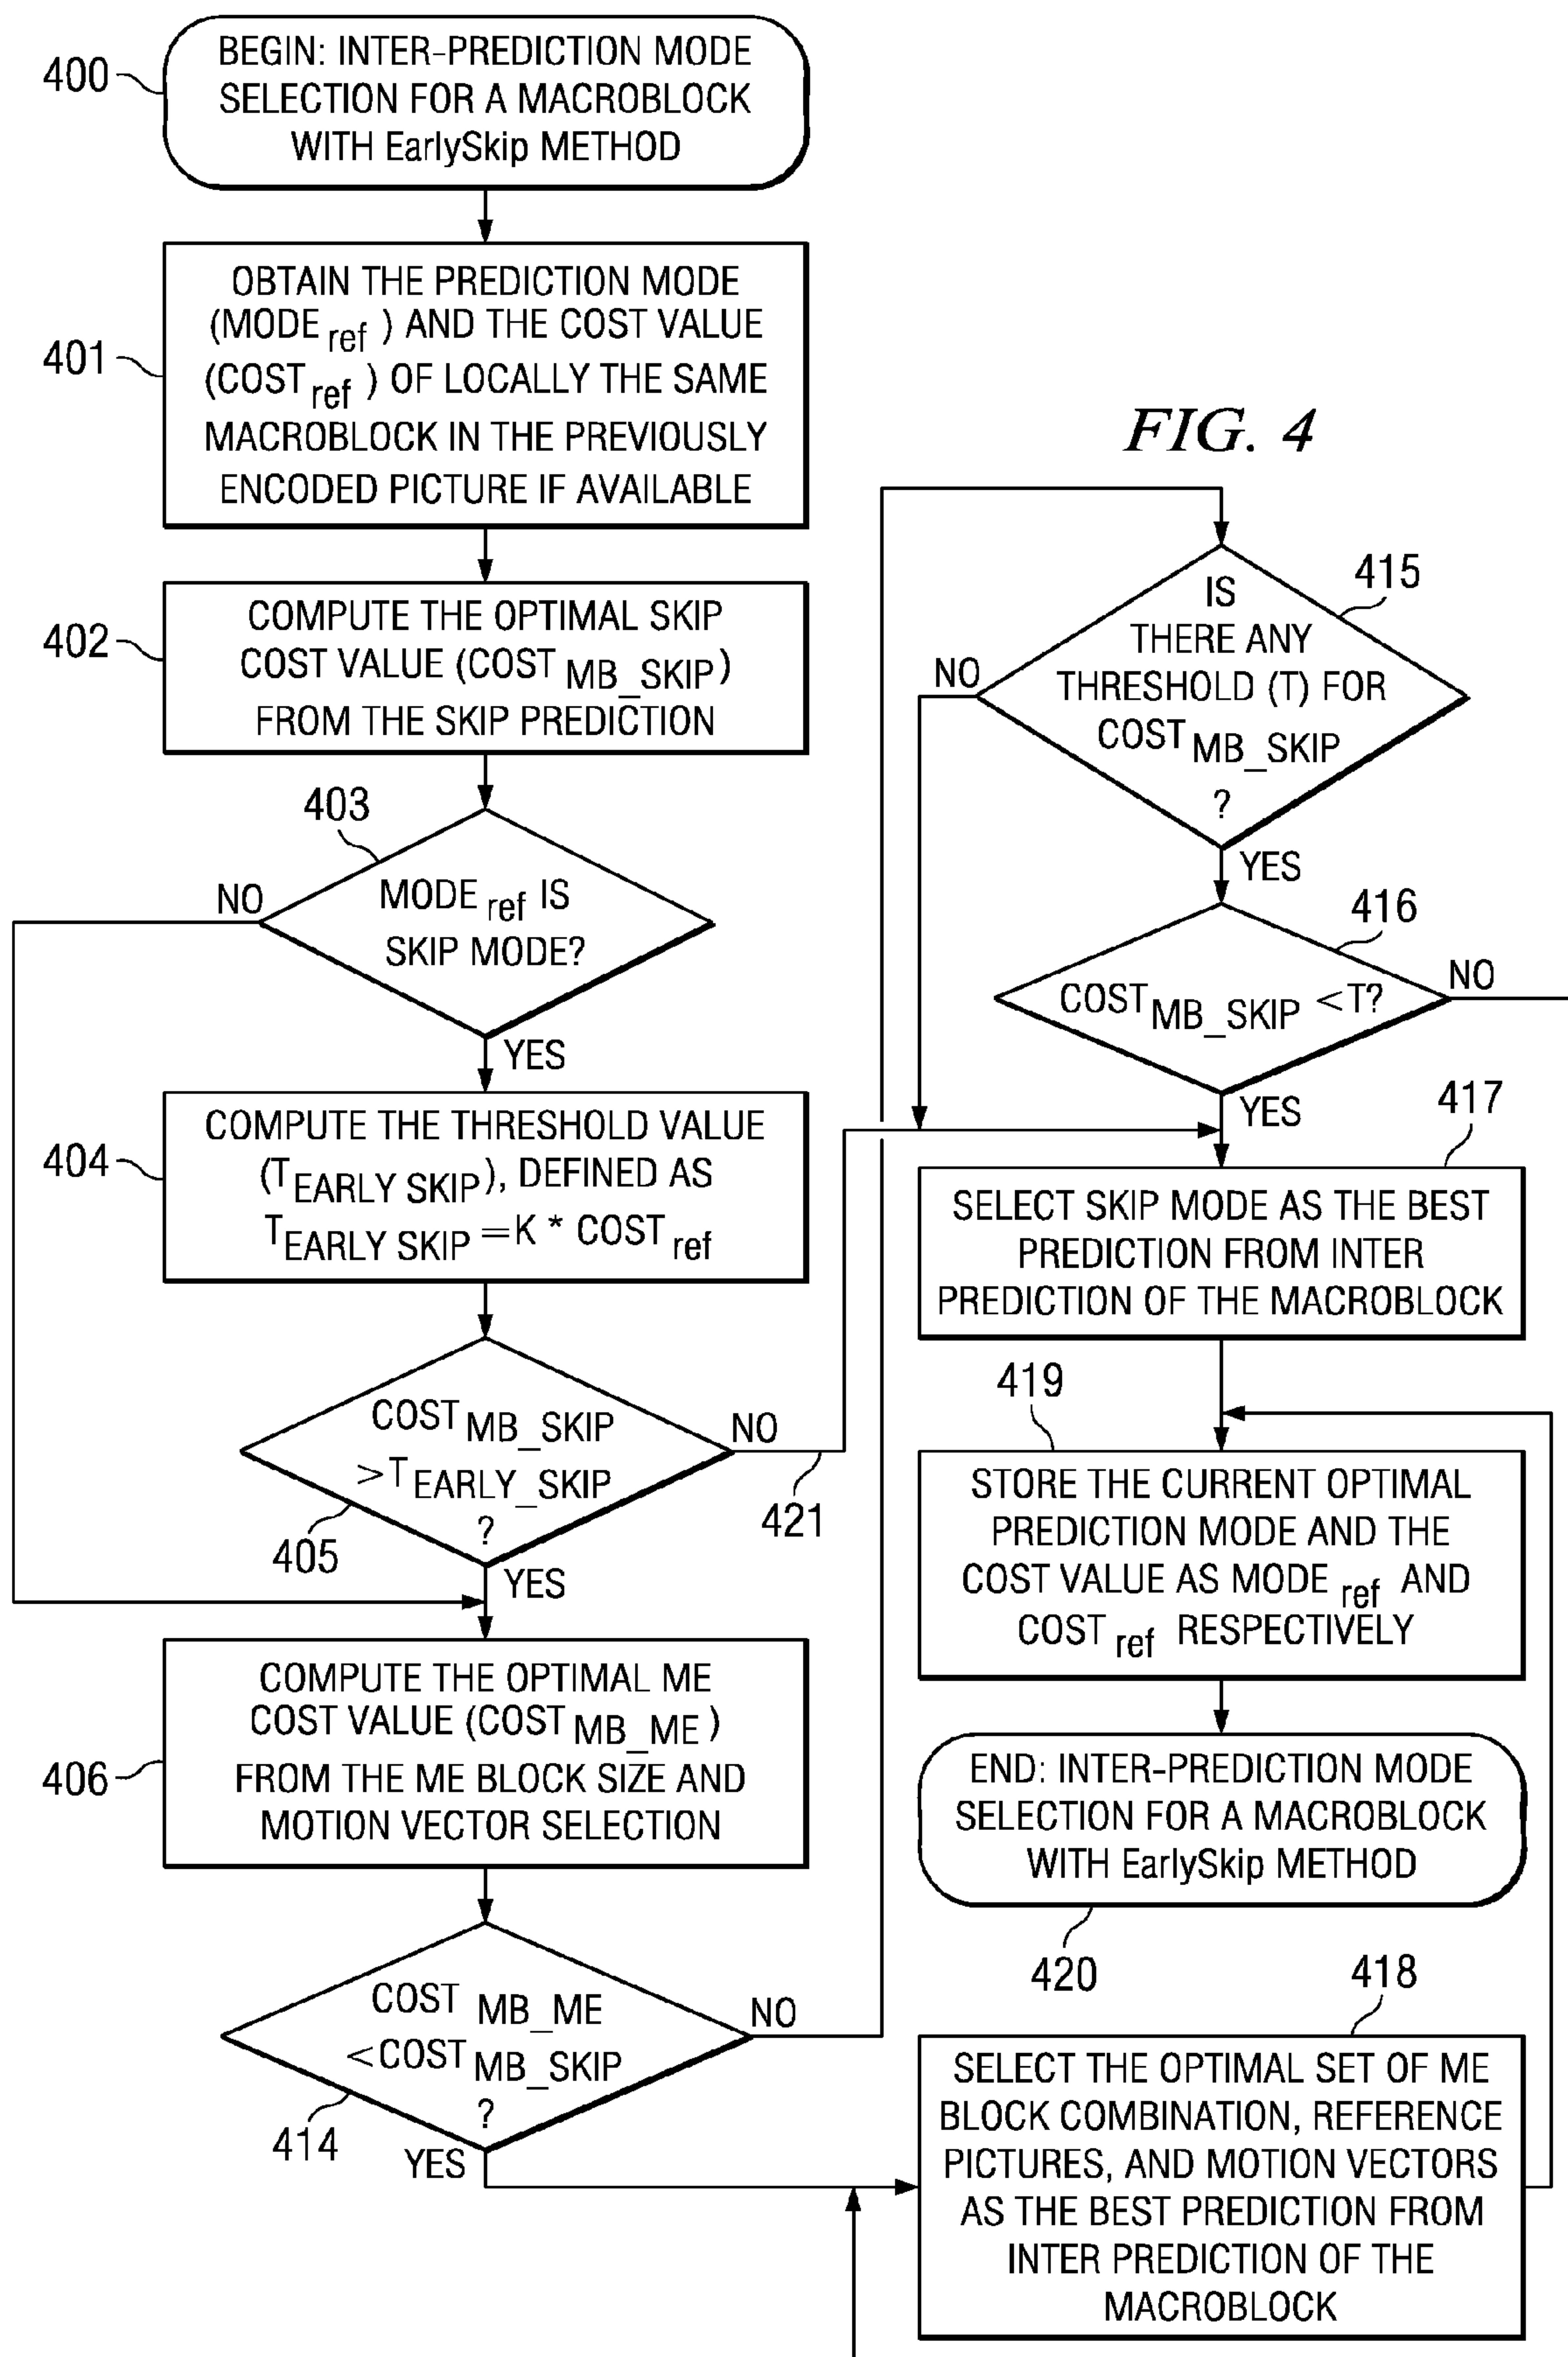 400
BEGIN: INTER-PREDICTION MODE
SELECTION FOR A MACROBLOCK
WITH EarlySkip METHOD
401
OBTAIN THE PREDICTION MODE
(MODE ref ) AND THE COST VALUE
(COST ref ) OF LOCALLY THE SAME
MACROBLOCK IN THE PREVIOUSLY
ENCODED PICTURE IF AVAILABLE
402
COMPUTE THE OPTIMAL SKIP
COST VALUE (COST MB_SKIP)
FROM THE SKIP PREDICTION
403
NO
MODE ref IS
SKIP MODE?
YES
404
COMPUTE THE THRESHOLD VALUE
(T EARLY SKIP), DEFINED AS
T EARLY SKIP =K * COST ref
COST MB_SKIP
>T EARLY_SKIP
?
NO
421
405
YES
406
COMPUTE THE OPTIMAL ME
COST VALUE (COST MB_ME )
FROM THE ME BLOCK SIZE AND
MOTION VECTOR SELECTION
COST MB_ME
<COST MB_SKIP
?
NO
414
YES
FIG. 4
415
IS
THERE ANY
THRESHOLD (T) FOR
COST MB_SKIP
?
NO
YES
416
COST MB_SKIP <T?
NO
YES
417
SELECT SKIP MODE AS THE BEST
PREDICTION FROM INTER
PREDICTION OF THE MACROBLOCK
419
STORE THE CURRENT OPTIMAL
PREDICTION MODE AND THE
COST VALUE AS MODE ref AND
COST ref RESPECTIVELY
END: INTER-PREDICTION MODE
SELECTION FOR A MACROBLOCK
WITH EarlySkip METHOD
420
418
SELECT THE OPTIMAL SET OF ME
BLOCK COMBINATION, REFERENCE
PICTURES, AND MOTION VECTORS
AS THE BEST PREDICTION FROM
INTER PREDICTION OF THE
MACROBLOCK